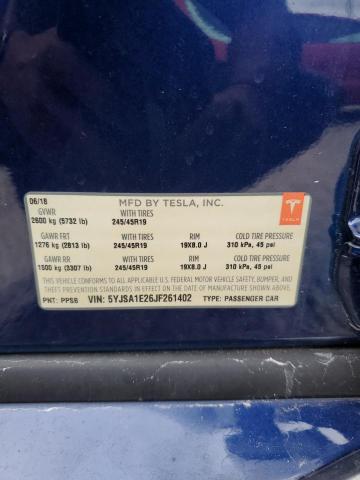 06/18 MFD BY TESLA, INC.
GVWR WITH TIRES
2600 kg (5732 lb) 245/45R19
TESLA
GAWR FRT WITH TIRES RIM COLD TIRE PRESSURE
1276 kg (2813 lb) 245/45R19 19X8.0 J 310 kPa, 45 psi
GAWR RR WITH TIRES RIM COLD TIRE PRESSURE
1500 kg (3307 lb) 245/45R19 19X8.0 J 310 kPa, 45 psi
THIS VEHICLE CONFORMS TO ALL APPLICABLE U.S. FEDERAL MOTOR VEHICLE SAFETY, BUMPER, AND
THEFT PREVENTION STANDARDS IN EFFECT ON THE DATE OF MANUFACTURE SHOWN ABOVE.
PNT: PPSB VIN: 5YJSA1E26JF261402 TYPE: PASSENGER CAR